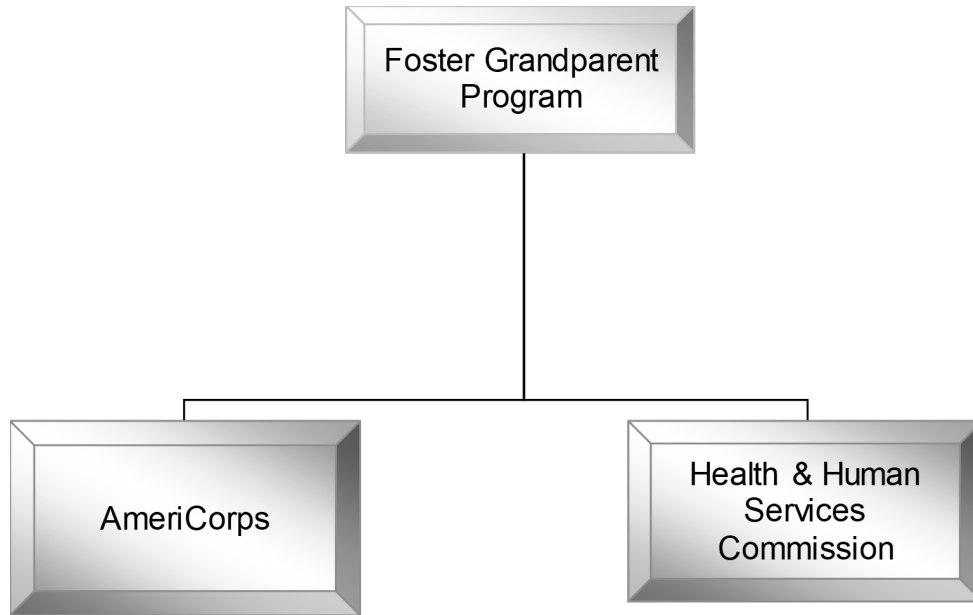 Foster Grandparent
Program
AmeriCorps
Health & Human
Services
Commission